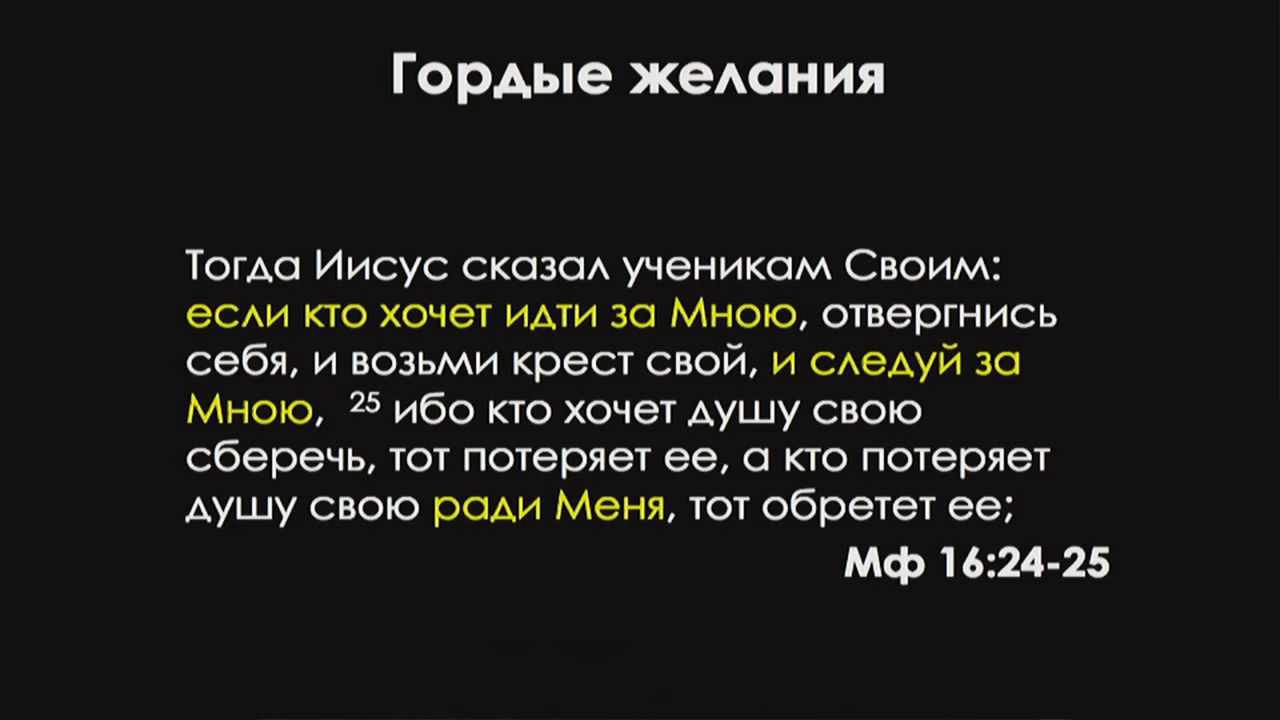 Гордые желания
Тогда Иисус сказал ученикам Своим:
если кто хочет идти за Мною, отвергнись
себя, и возьми крест свой, и следуй за
Мною, 25 ибо кто хочет душу свою
сберечь, тот потеряет ее, а кто потеряет
душу свою ради Меня, тот обретет ее;
Мф 16:24-25